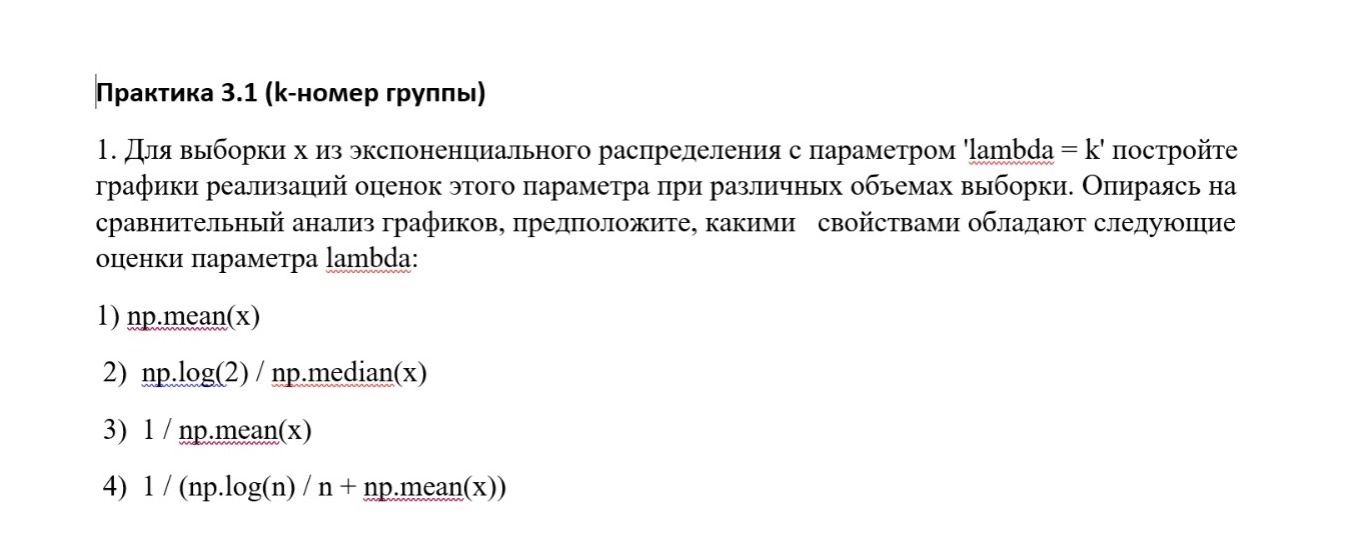 Практика 3.1 (k-номер группы)
1. Для выборки x из экспоненциального распределения с параметром 'lambda = k' постройте
графики реализаций оценок этого параметра при различных объемах выборки. Опираясь на
сравнительный анализ графиков, предположите, какими свойствами обладают следующие
оценки параметра lambda:
1) np.mean(x)
2) np.log(2) / np.median(x)
3) 1 / np.mean(x)
4) 1 / (np.log(n) / n + np.mean(x))